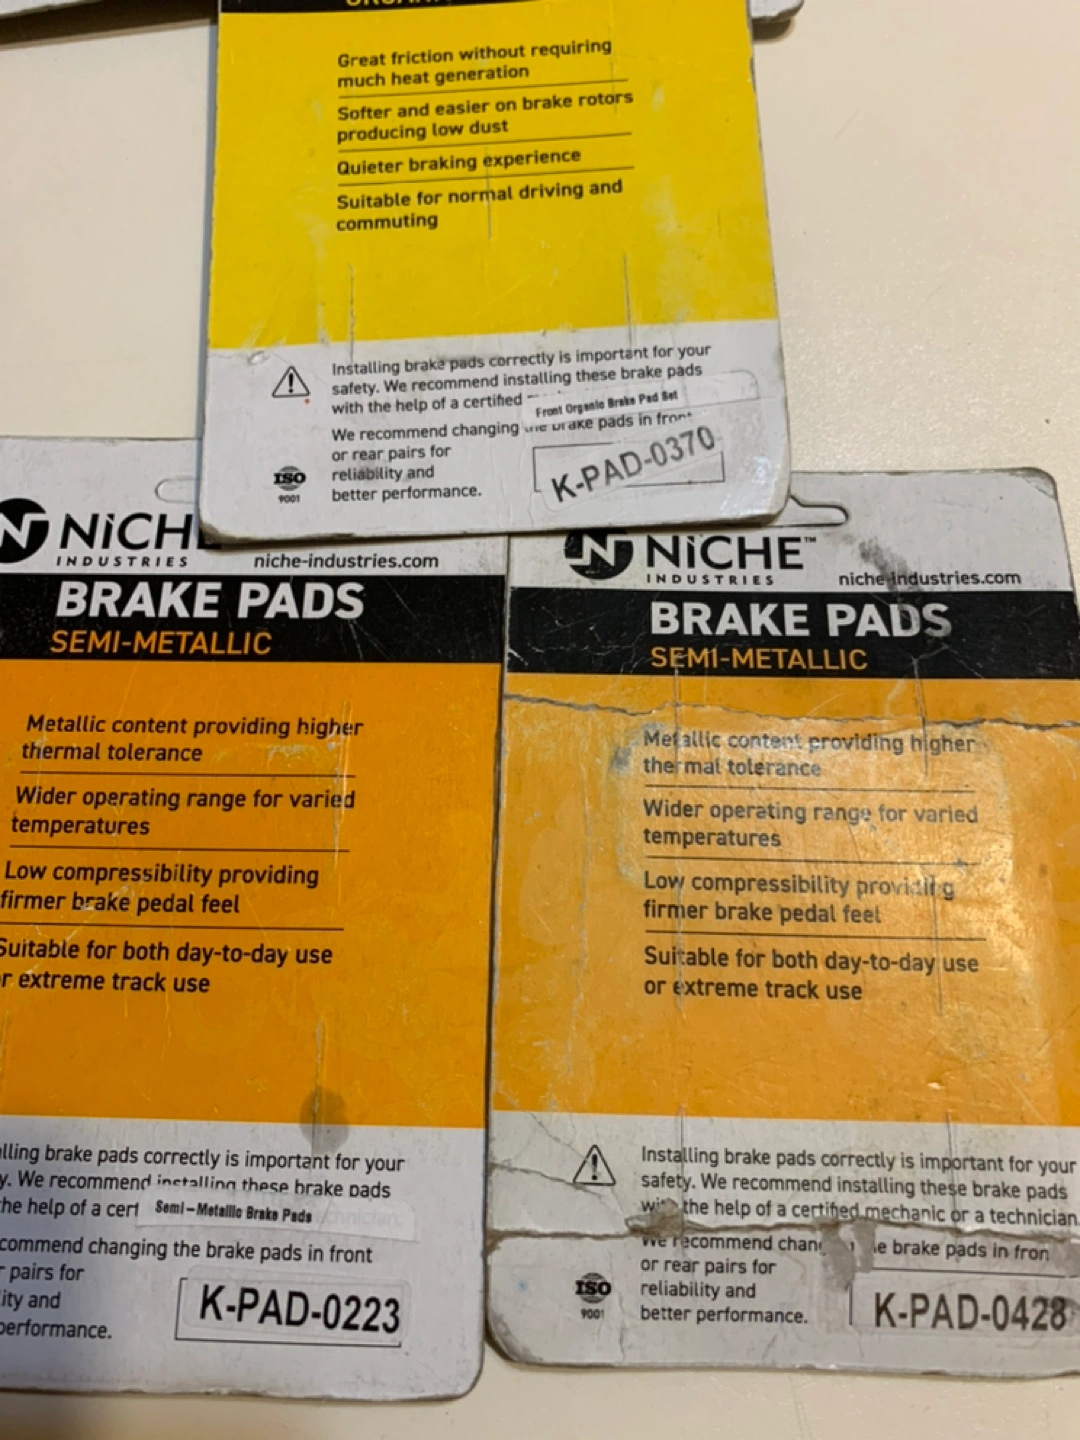 Great friction without requiring
much heat generation
Softer and easier on brake rotors
producing low dust
Quieter braking experience
Suitable for normal driving and
commuting
Installing brake pads correctly is important for your
safety. We recommend installing these brake pads
with the help of a certified
Front Organic Brake Pad Set
We recommend changing the brake pads in front
or rear pairs for
reliability and
better performance.
ISO
9001
K-PAD-0370
N NiCH
INDUSTRIES
niche-industries.com
BRAKE PADS
SEMI-METALLIC
Metallic content providing higher
thermal tolerance
Wider operating range for varied
temperatures
Low compressibility providing
firmer brake pedal feel
Suitable for both day-to-day use
r extreme track use
lling brake pads correctly is important for your
y. We recommend installing these brake pads
he help of a cert
Semi-Metallic Brake Pads
commend changing the brake pads in front
r pairs for
ity and
performance.
K-PAD-0223
N NiCHE™
INDUSTRIES
niche-industries.com
BRAKE PADS
SEMI-METALLIC
Metallic content providing higher
thermal tolerance
Wider operating range for varied
temperatures
Low compressibility providing
firmer brake pedal feel
Suitable for both day-to-day use
or extreme track use
Installing brake pads correctly is important for your
safety. We recommend installing these brake pads
with the help of a certified mechanic or a technician.
We recommend chan e brake pads in fron
or rear pairs for
reliability and
better performance.
ISO
9001
K-PAD-0428